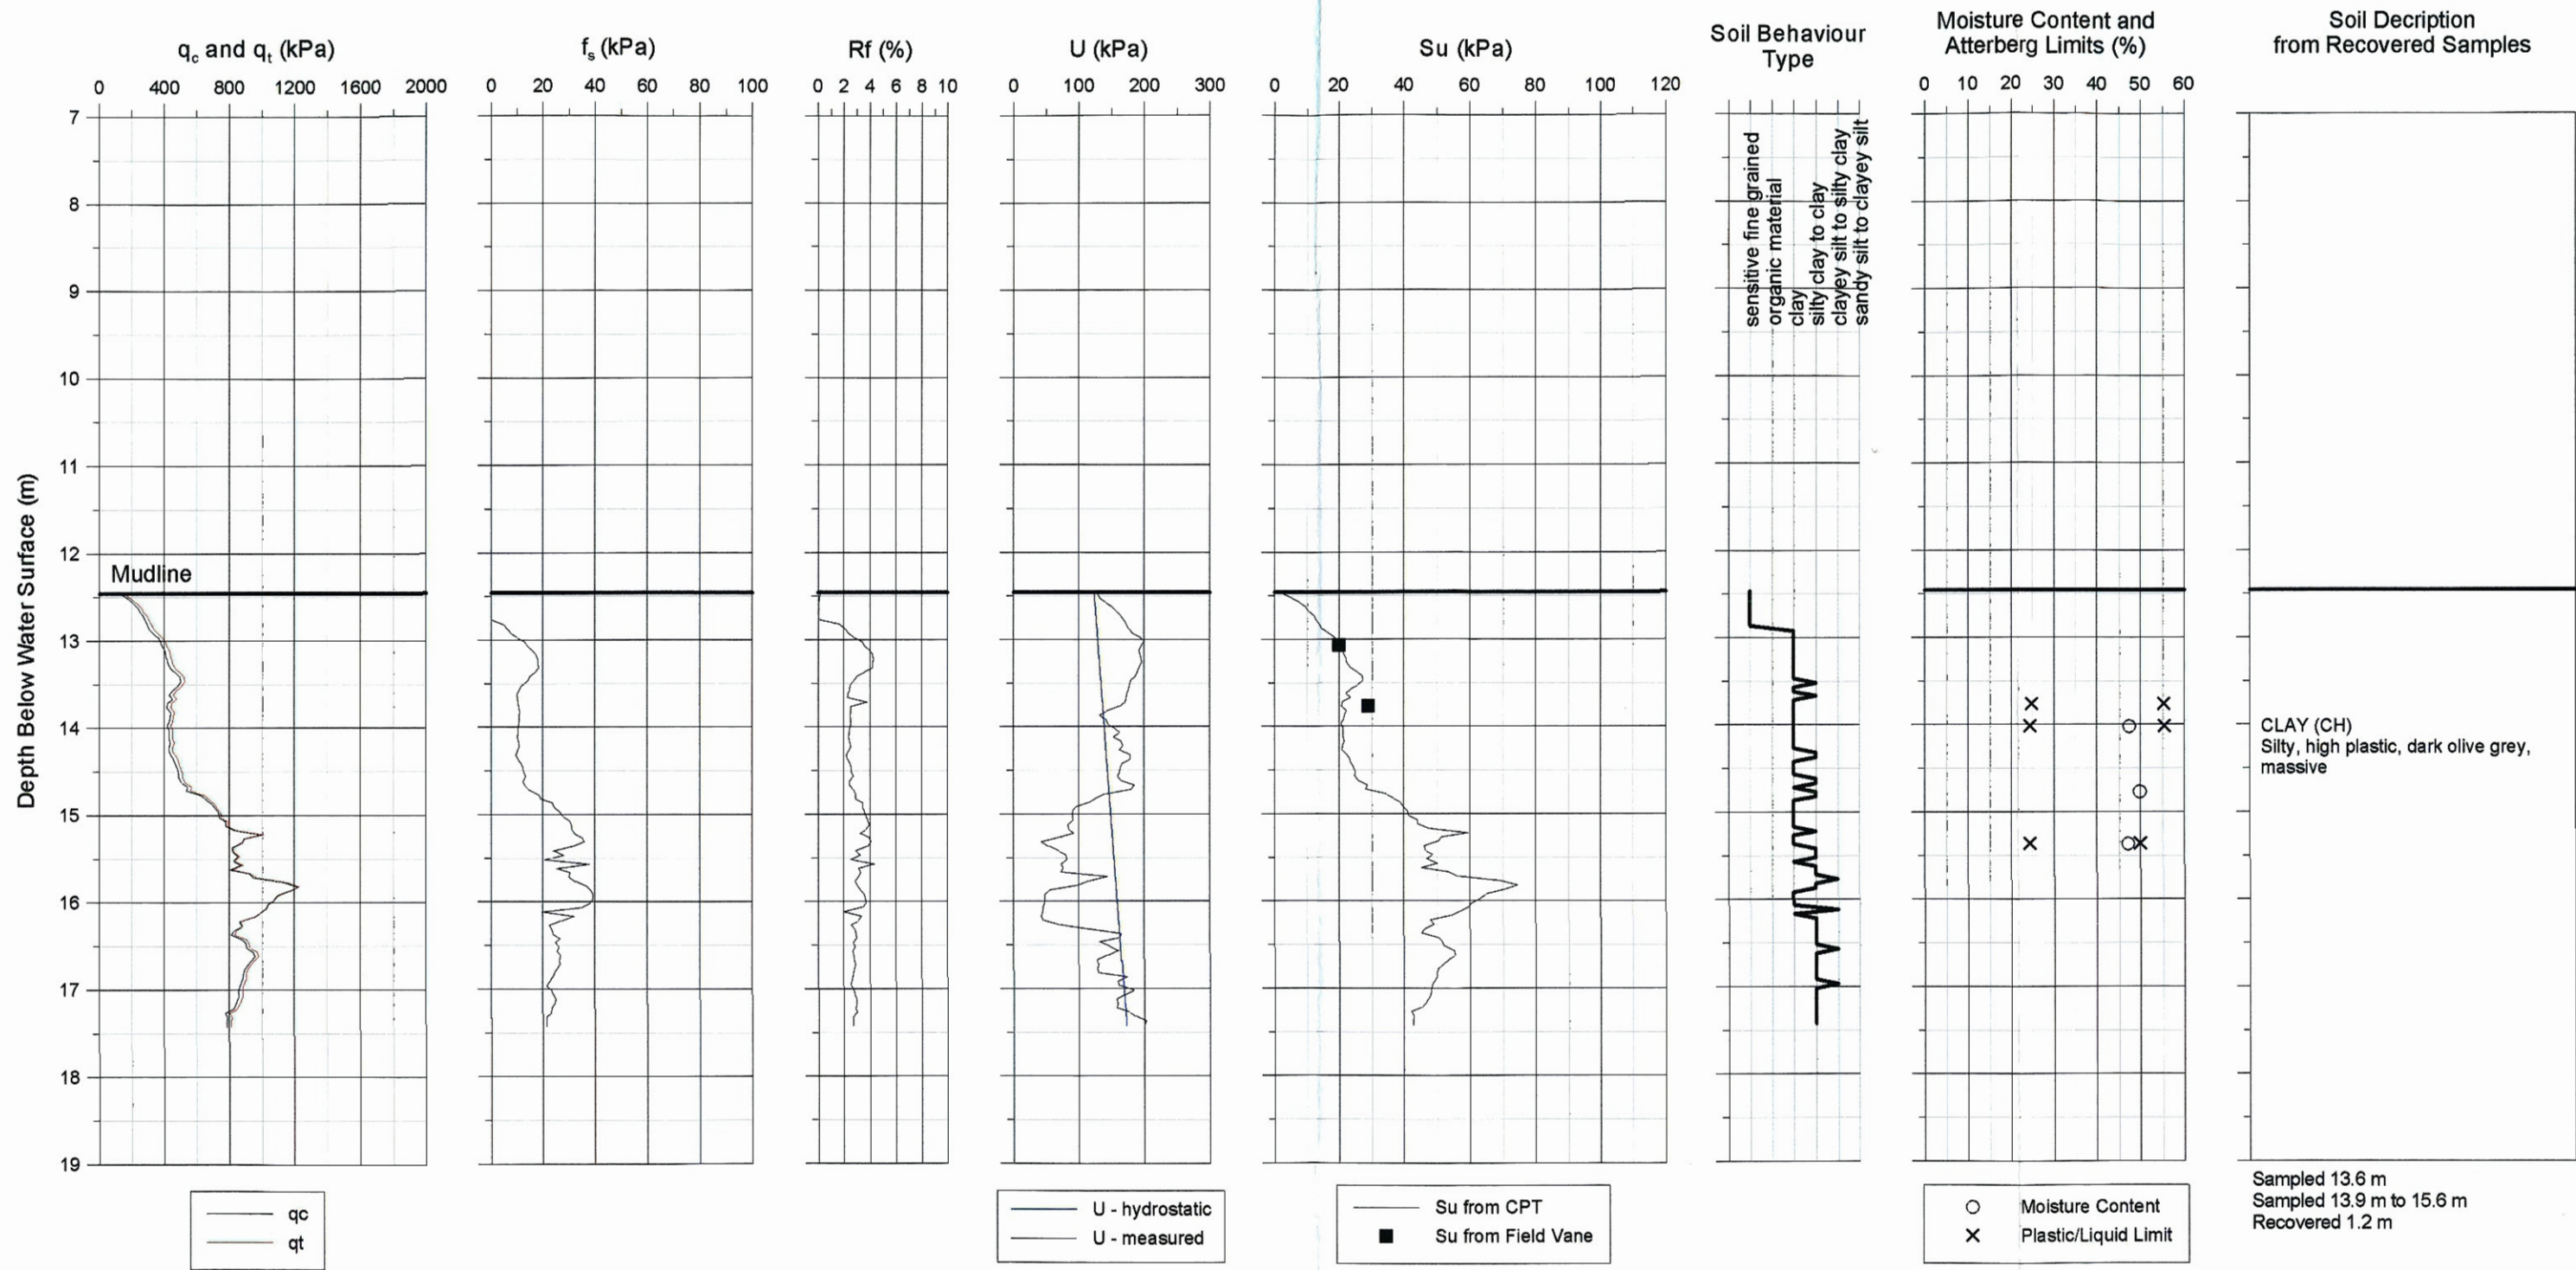 qc and qt (kPa)
fs (kPa)
Rf (%)
U (kPa)
Su (kPa)
Soil Behaviour
Type
Moisture Content and
Atterberg Limits (%)
Soil Decription
from Recovered Samples
0 400 800 1200 1600 2000
0 20 40 60 80 100
0 2 4 6 8 10
0 100 200 300
0 20 40 60 80 100 120
0 10 20 30 40 50 60
sensitive fine grained
organic material
clay
silty clay to clay
clayey silt to silty clay
sandy silt to clayey silt
Depth Below Water Surface (m)
7
8
9
10
11
12
13
14
15
16
17
18
19
Mudline
CLAY (CH)
Silty, high plastic, dark olive grey,
massive
qc
qt
U - hydrostatic
U - measured
Su from CPT
Su from Field Vane
Moisture Content
Plastic/Liquid Limit
Sampled 13.6 m
Sampled 13.9 m to 15.6 m
Recovered 1.2 m